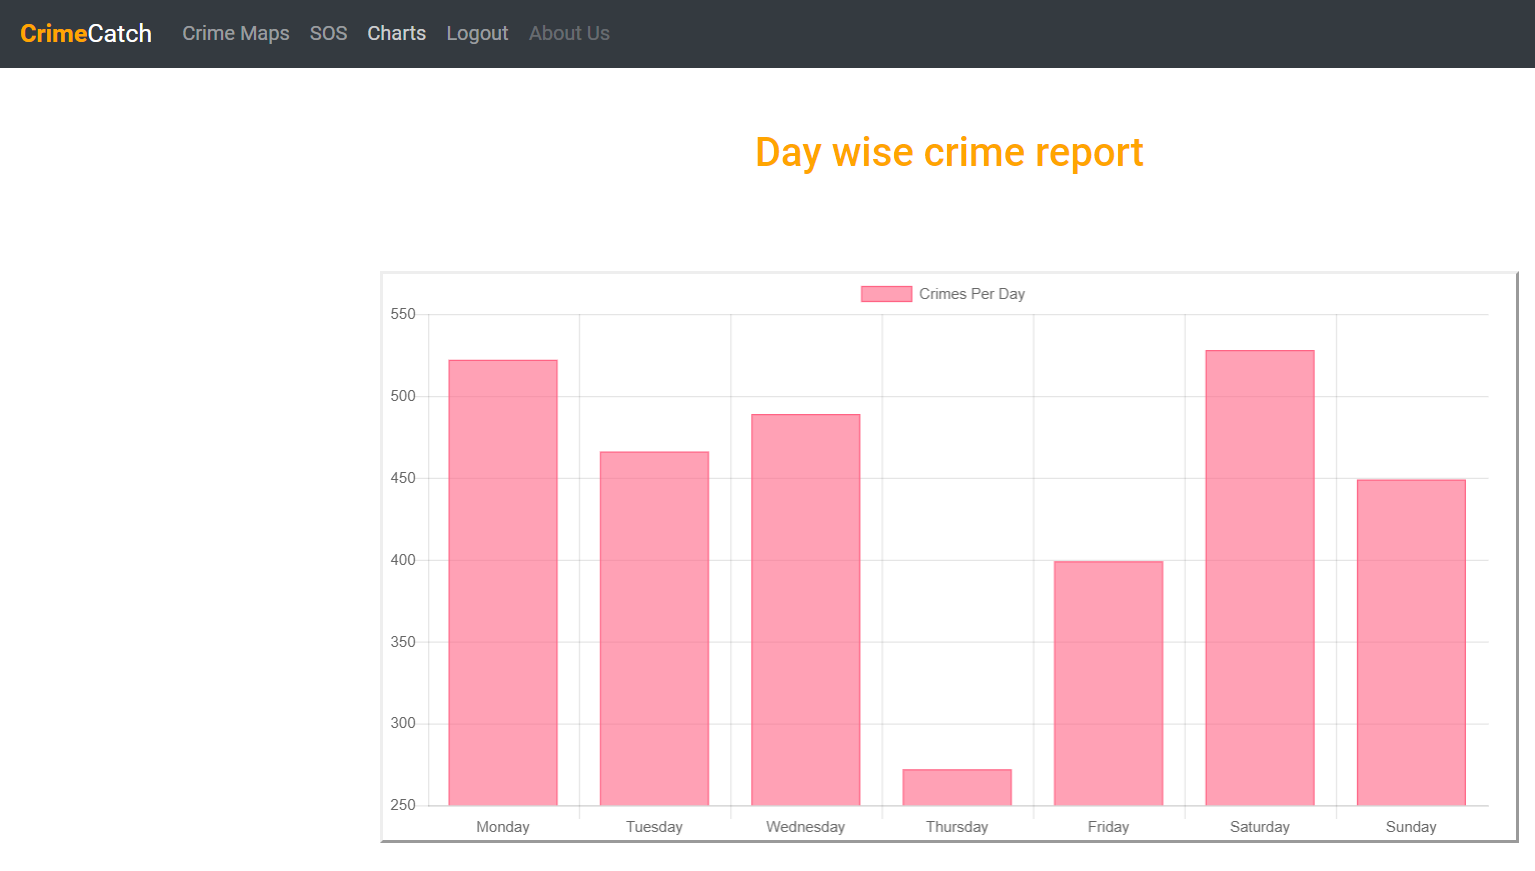 CrimeCatch Crime Maps SOS Charts Logout About Us
Day wise crime report
Crimes Per Day
550
500
450
400
350
300
250
Monday Tuesday Wednesday Thursday Friday Saturday Sunday